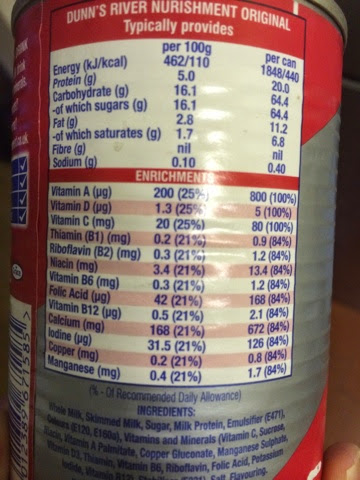 DUNN'S RIVER NURISHMENT ORIGINAL
Typically provides
per 100g per can
Energy (kJ/kcal) 462/110 1848/440
Protein (g) 5.0 20.0
Carbohydrate (g) 16.1 64.4
-of which sugars (g) 16.1 64.4
Fat (g) 2.8 11.2
-of which saturates (g) 1.7 6.8
Fibre (g) nil nil
Sodium (g) 0.10 0.40
ENRICHMENTS
Vitamin A (µg) 200 (25%) 800 (100%)
Vitamin D (µg) 1.3 (25%) 5 (84%)
Vitamin C (mg) 20 (25%) 80 (100%)
Thiamin (B1) (mg) 0.2 (21%) 0.9 (84%)
Riboflavin (B2) (mg) 0.3 (21%) 1.2 (84%)
Niacin (mg) 3.4 (21%) 13.4 (84%)
Vitamin B6 (mg) 0.3 (21%) 1.2 (84%)
Folic Acid (µg) 42 (21%) 168 (84%)
Vitamin B12 (µg) 0.5 (21%) 2.1 (84%)
Calcium (mg) 168 (21%) 672 (84%)
Iodine (µg) 31.5 (21%) 126 (84%)
Copper (mg) 0.2 (21%) 0.8 (84%)
Manganese (mg) 0.4 (21%) 1.7 (84%)
(% - Of Recommended Daily Allowance)
INGREDIENTS:
Whole Milk, Skimmed Milk, Sugar, Milk Protein, Emulsifier (E471),
Colours (E120, E160a), Vitamins and Minerals (Vitamin C, Sucrose,
Niacin, Vitamin A Palmitate, Copper Gluconate, Manganese Sulphate,
Vitamin D3, Thiamin, Vitamin B6, Riboflavin, Folic Acid, Potassium
Iodide, Vitamin B12), Salt, Flavouring.